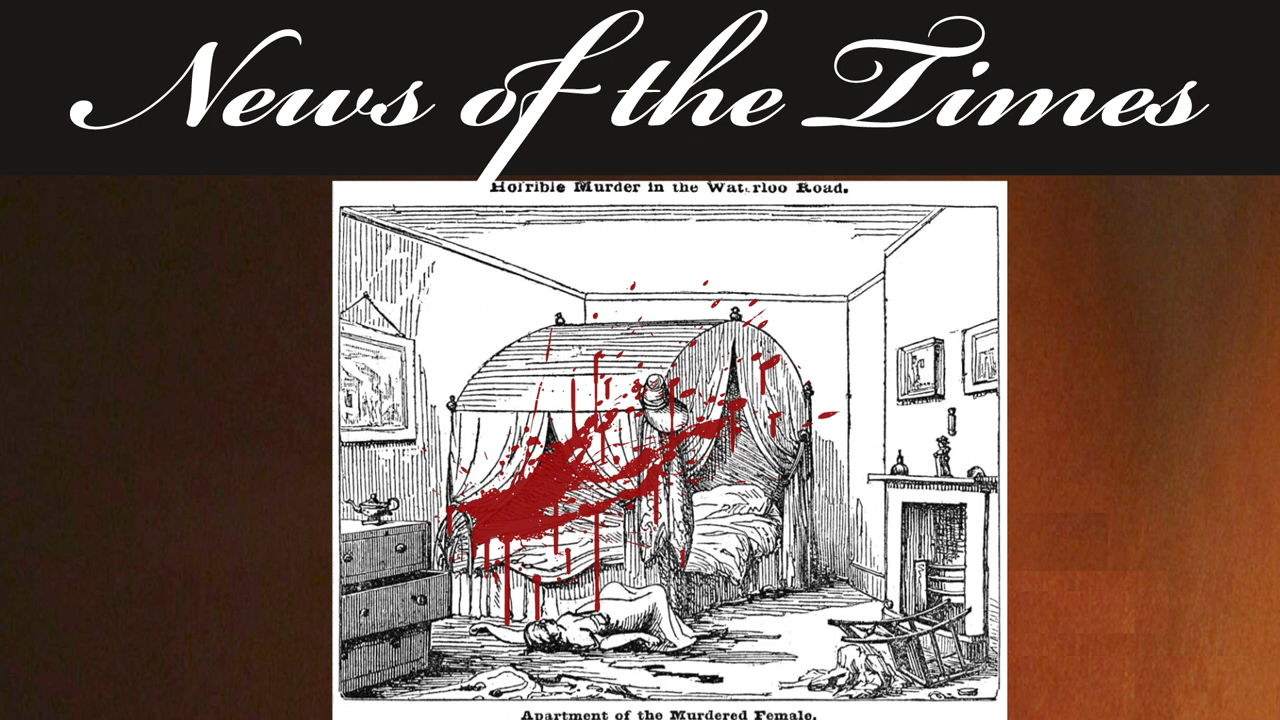 News of the Times
Horrible Murder in the Waterloo Road.
Apartment of the Murdered Female.